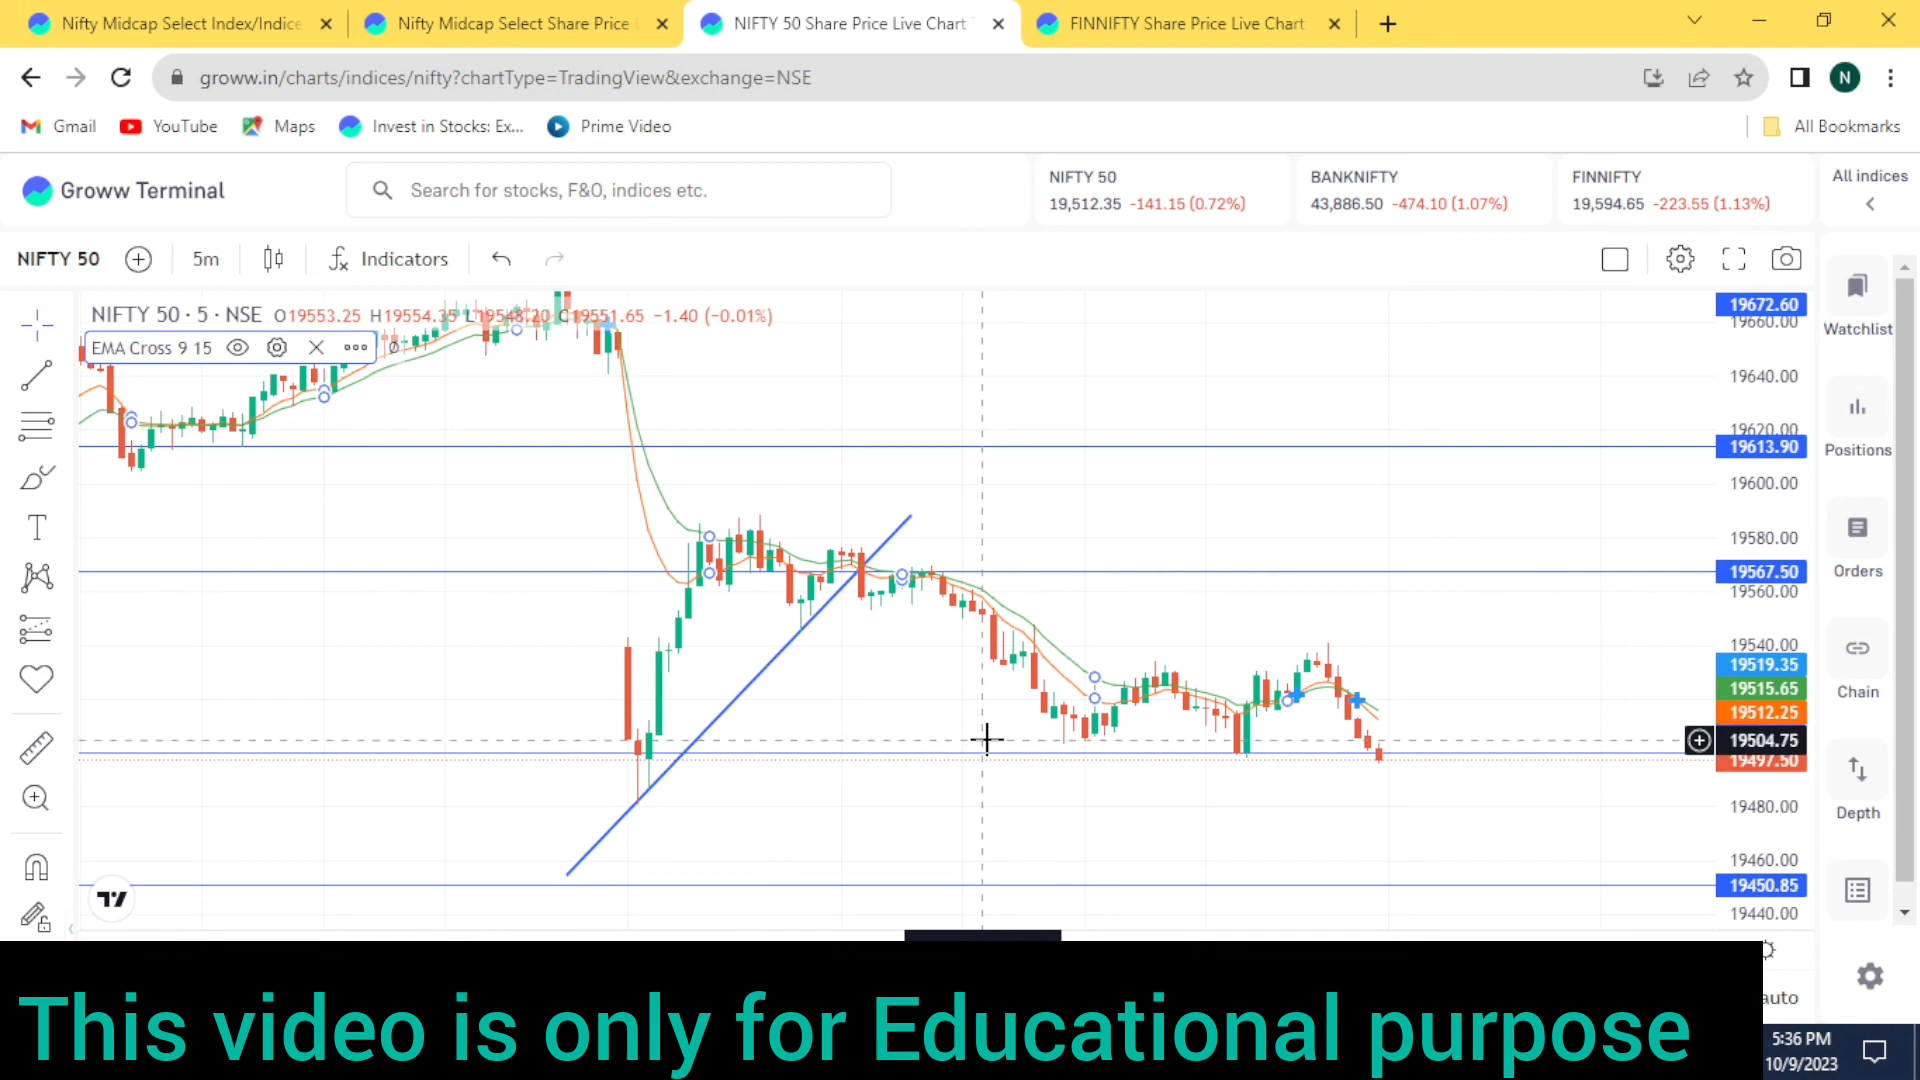 Nifty Midcap Select Index/Indice
Nifty Midcap Select Share Price
NIFTY 50 Share Price Live Chart
FINNIFTY Share Price Live Chart
groww.in/charts/indices/nifty?chartType=TradingView&exchange=NSE
N
Gmail
YouTube
Maps
Invest in Stocks: Ex...
Prime Video
All Bookmarks
Groww Terminal
Search for stocks, F&O, indices etc.
NIFTY 50
19,512.35 -141.15 (0.72%)
BANKNIFTY
43,886.50 -474.10 (1.07%)
FINNIFTY
19,594.65 -223.55 (1.13%)
All indices
NIFTY 50
5m
Indicators
NIFTY 50 · 5 · NSE O19553.25 H19554.35 L19548.20 C19551.65 −1.40 (−0.01%)
EMA Cross 9 15
19672.60
19660.00
19640.00
19620.00
19613.90
19600.00
19580.00
19567.50
19560.00
19540.00
19519.35
19515.65
19512.25
19504.75
19497.50
19480.00
19460.00
19450.85
19440.00
Watchlist
Positions
Orders
Chain
Depth
auto
This video is only for Educational purpose
5:36 PM
10/9/2023